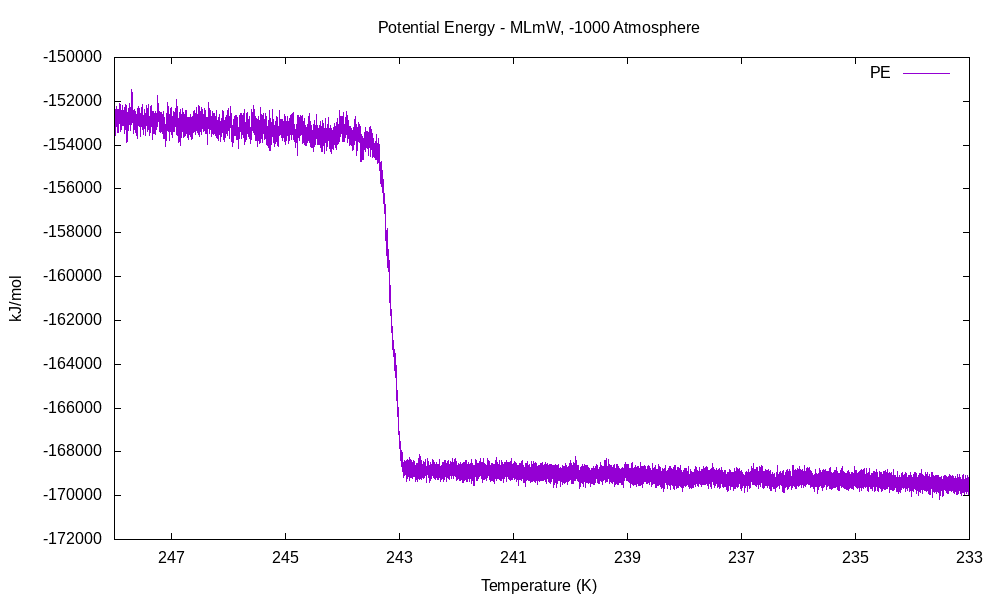 Potential Energy - MLmW, -1000 Atmosphere
PE
-150000
-152000
-154000
-156000
-158000
-160000
-162000
-164000
-166000
-168000
-170000
-172000
kJ/mol
247 245 243 241 239 237 235 233
Temperature (K)